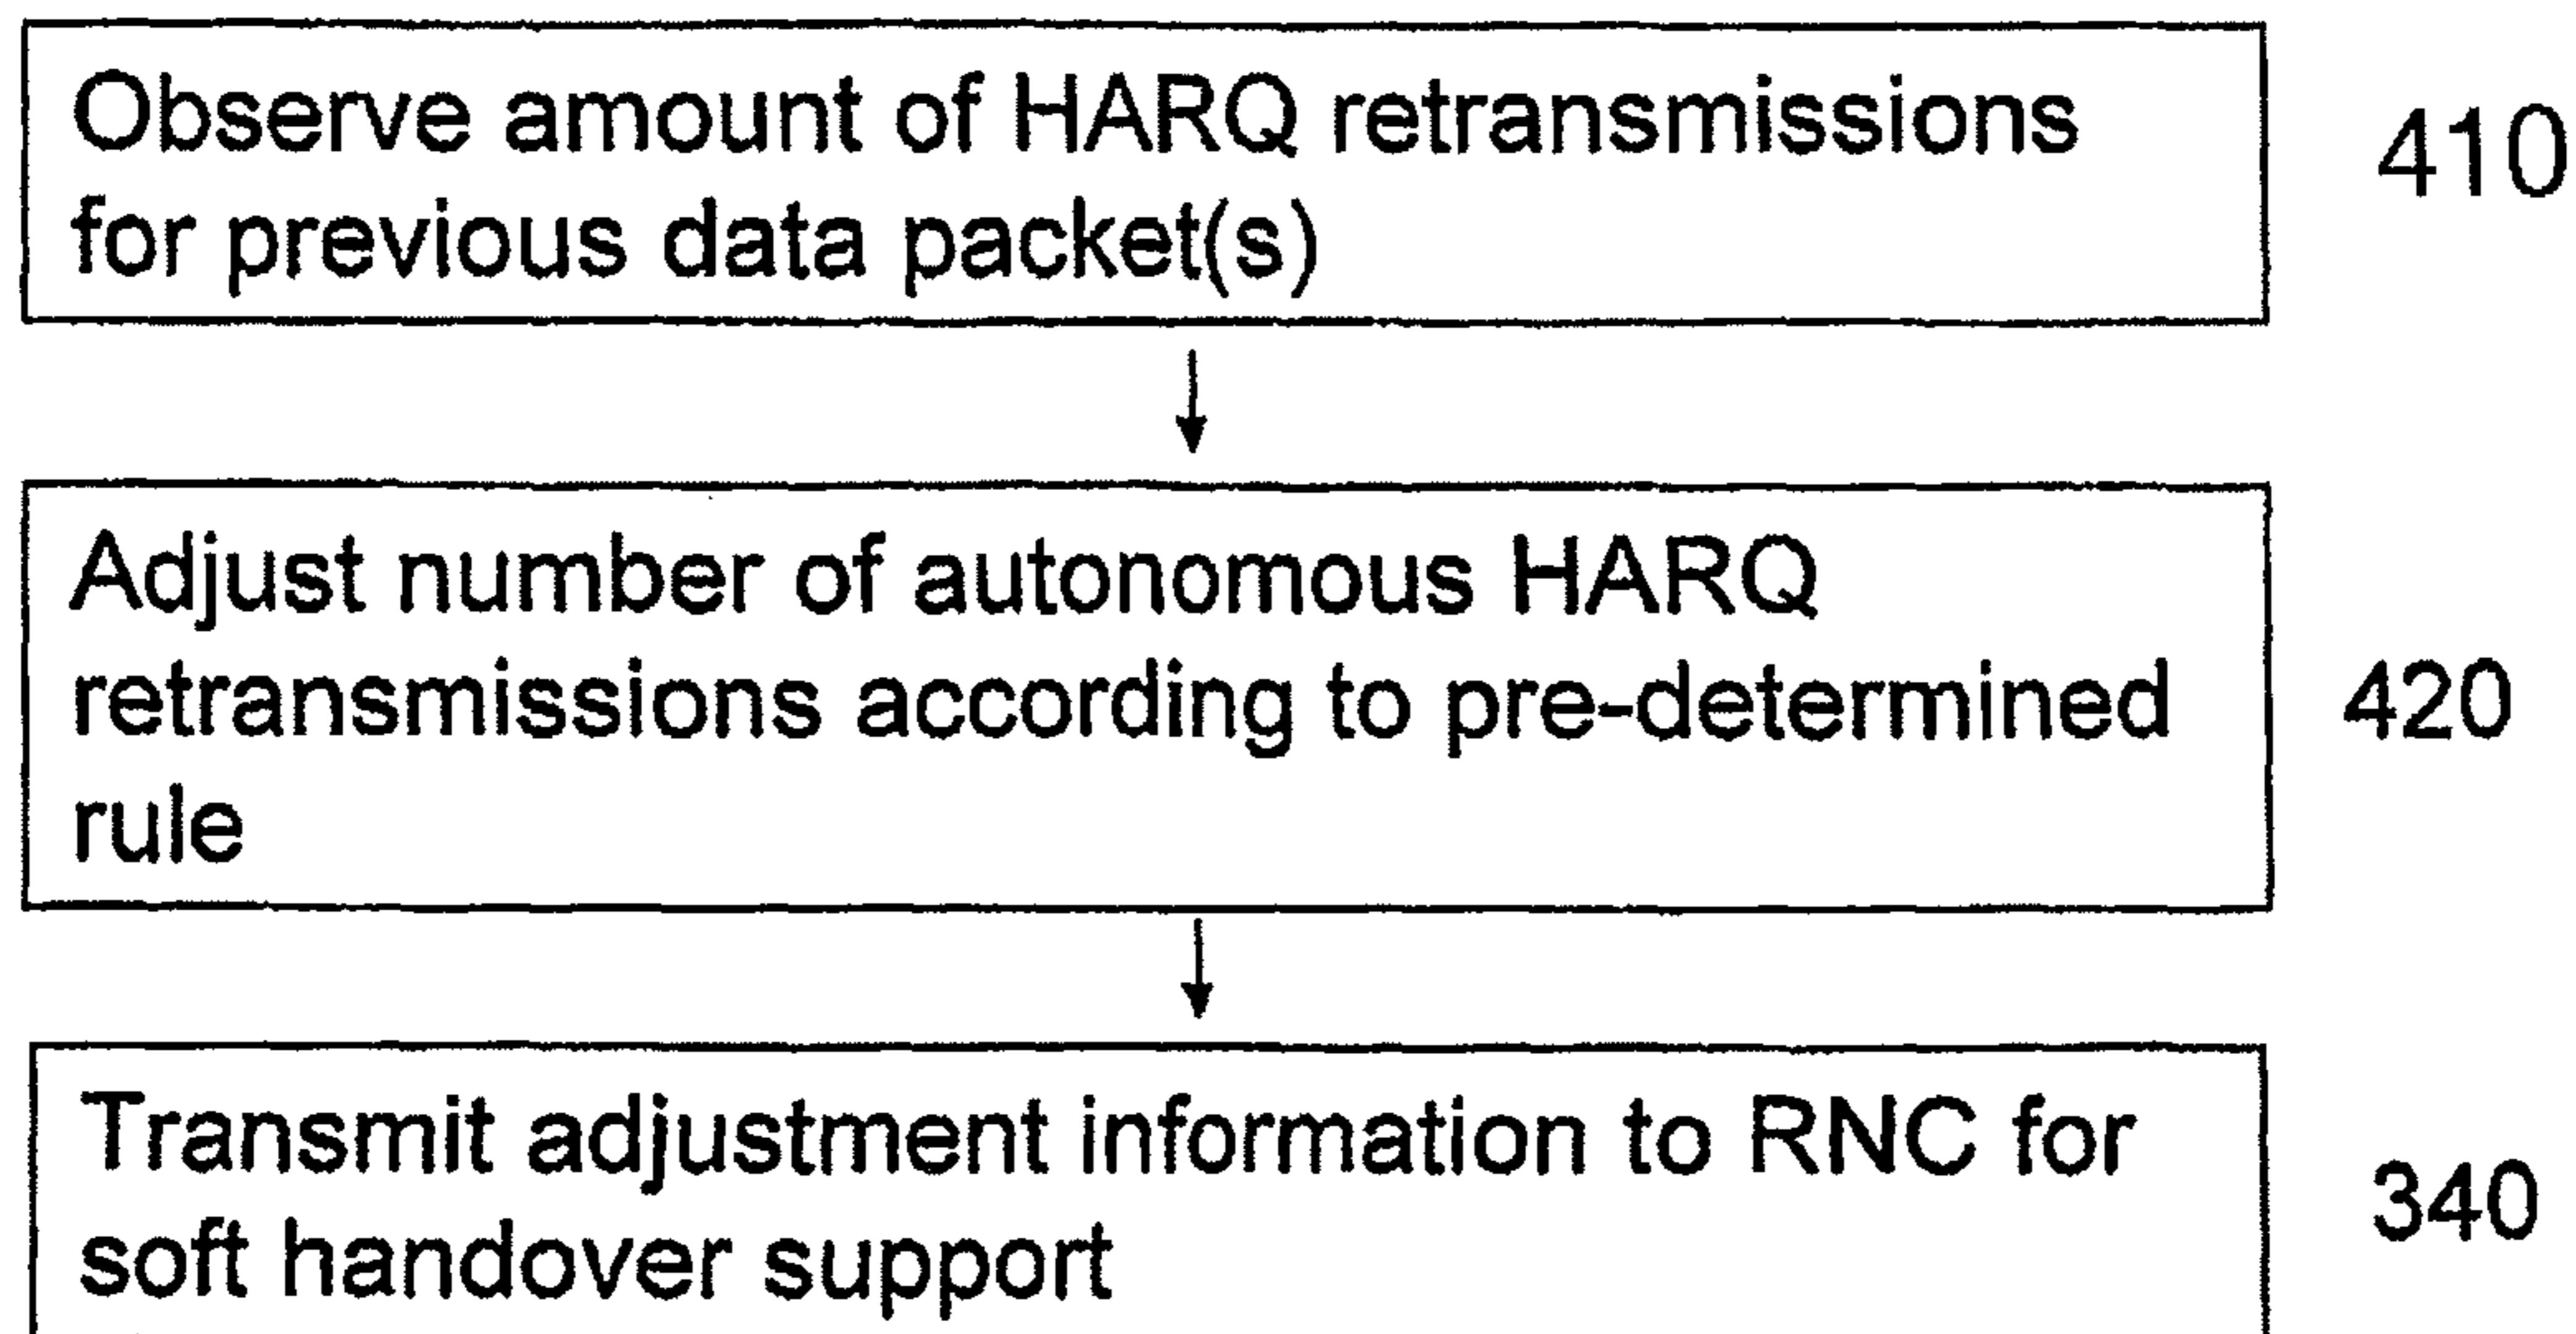 Observe amount of HARQ retransmissions
for previous data packet(s)
410
Adjust number of autonomous HARQ
retransmissions according to pre-determined
rule
420
Transmit adjustment information to RNC for
soft handover support
340